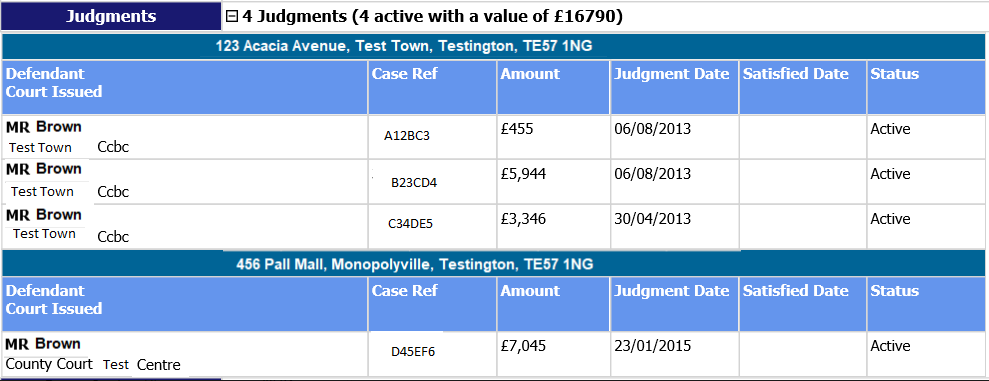 Judgments 4 Judgments (4 active with a value of £16790)
123 Acacia Avenue, Test Town, Testington, TE57 1NG
Defendant Case Ref Amount Judgment Date Satisfied Date Status
Court Issued
MR Brown £455 06/08/2013 Active
Test Town Ccbc A12BC3
MR Brown £5,944 06/08/2013 Active
Test Town Ccbc B23CD4
MR Brown £3,346 30/04/2013 Active
Test Town Ccbc C34DE5
456 Pall Mall, Monopolyville, Testington, TE57 1NG
Defendant Case Ref Amount Judgment Date Satisfied Date Status
Court Issued
MR Brown £7,045 23/01/2015 Active
County Court Test Centre D45EF6